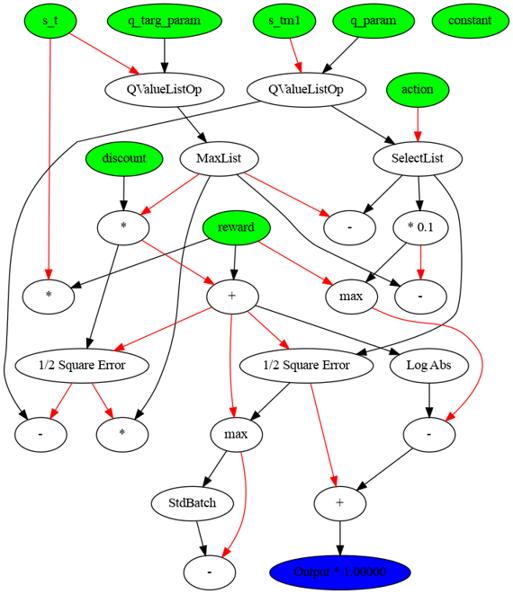 s_t
q_targ_param
s_tm1
q_param
constant
QValueListOp
QValueListOp
action
discount
MaxList
SelectList
*
reward
-
* 0.1
*
+
max
-
1/2 Square Error
1/2 Square Error
Log Abs
-
*
max
-
StdBatch
+
-
Output * 1.00000